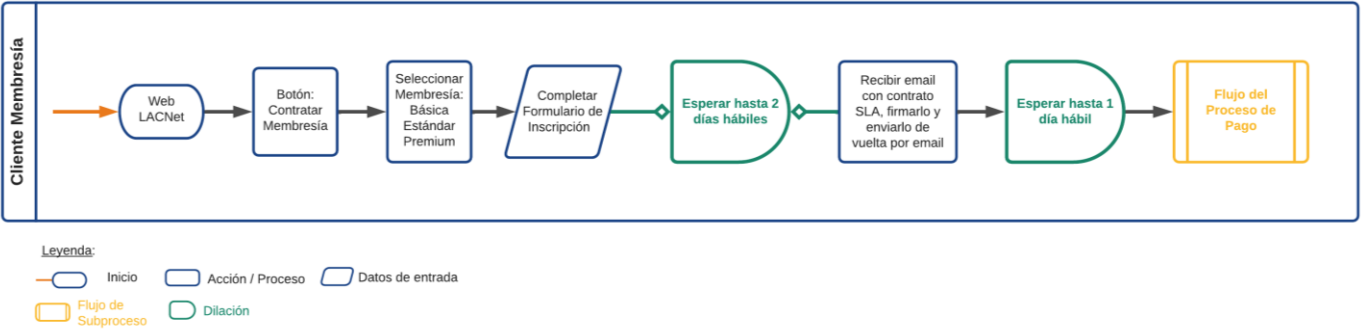 Cliente Membresía
Web
LACNet
Botón:
Contratar
Membresía
Seleccionar
Membresía:
Básica
Estándar
Premium
Completar
Formulario de
Inscripción
Esperar hasta 2
días hábiles
Recibir email
con contrato
SLA, firmarlo y
enviarlo de
vuelta por email
Esperar hasta 1
día hábil
Flujo del
Proceso de
Pago
Leyenda:
Inicio
Acción / Proceso
Datos de entrada
Flujo de
Subproceso
Dilación